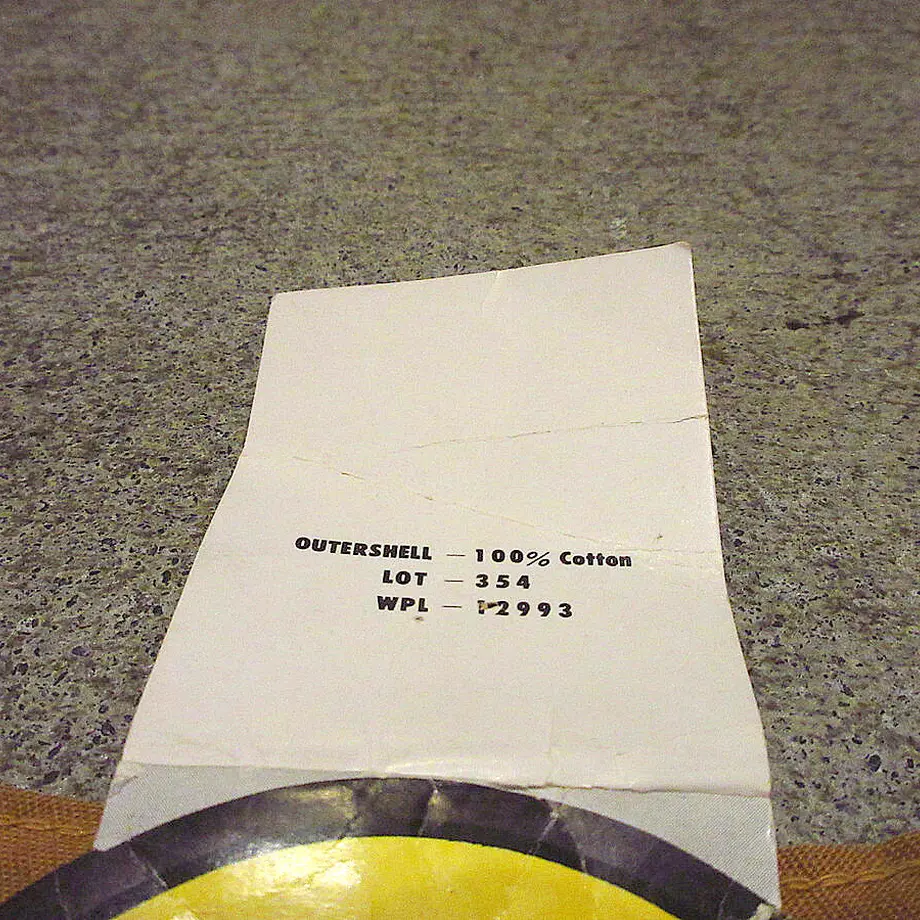 OUTERSHELL — 100% Cotton
LOT — 354
WPL — 12993